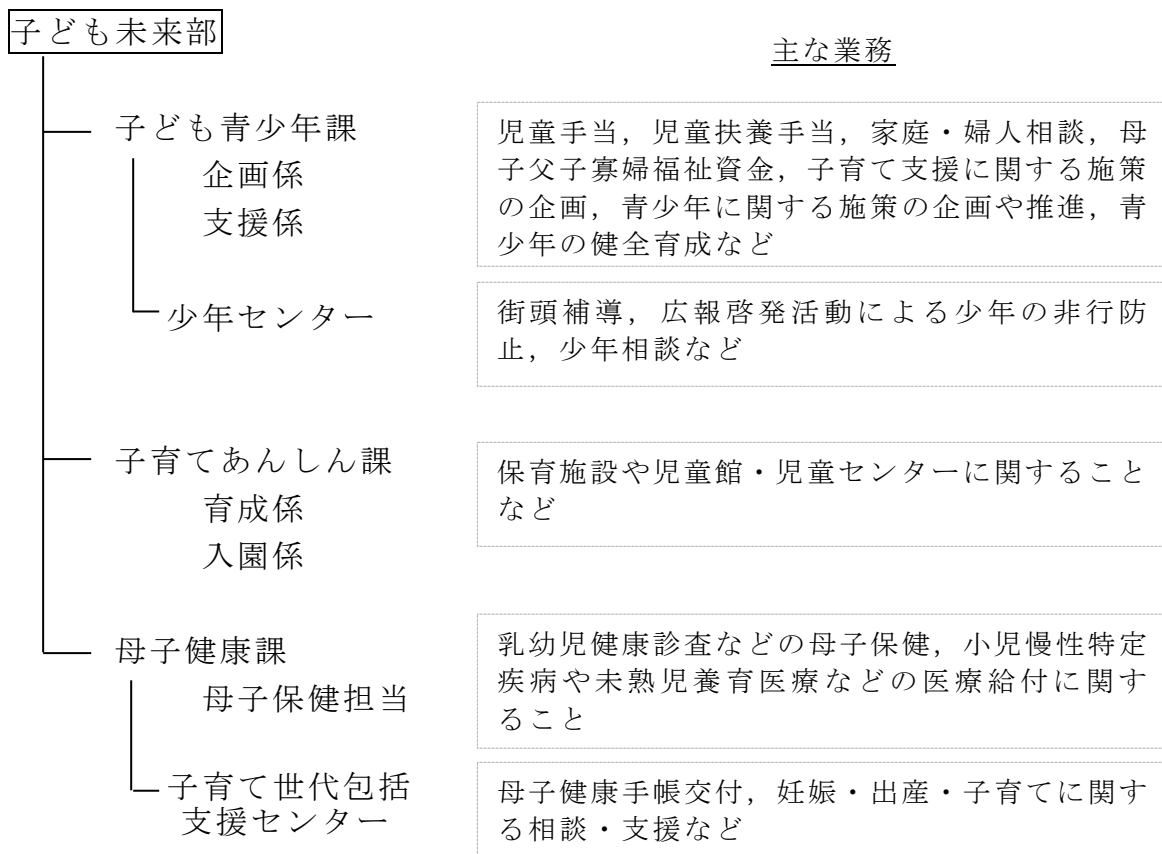 子ども未来部
主な業務
子ども青少年課
企画係
支援係
児童手当，児童扶養手当，家庭・婦人相談，母
子父子寡婦福祉資金，子育て支援に関する施策
の企画，青少年に関する施策の企画や推進，青
少年の健全育成など
少年センター
街頭補導，広報啓発活動による少年の非行防
止，少年相談など
子育てあんしん課
育成係
入園係
保育施設や児童館・児童センターに関すること
など
母子健康課
母子保健担当
乳幼児健康診査などの母子保健，小児慢性特定
疾病や未熟児養育医療などの医療給付に関す
ること
子育て世代包括
支援センター
母子健康手帳交付，妊娠・出産・子育てに関す
る相談・支援など